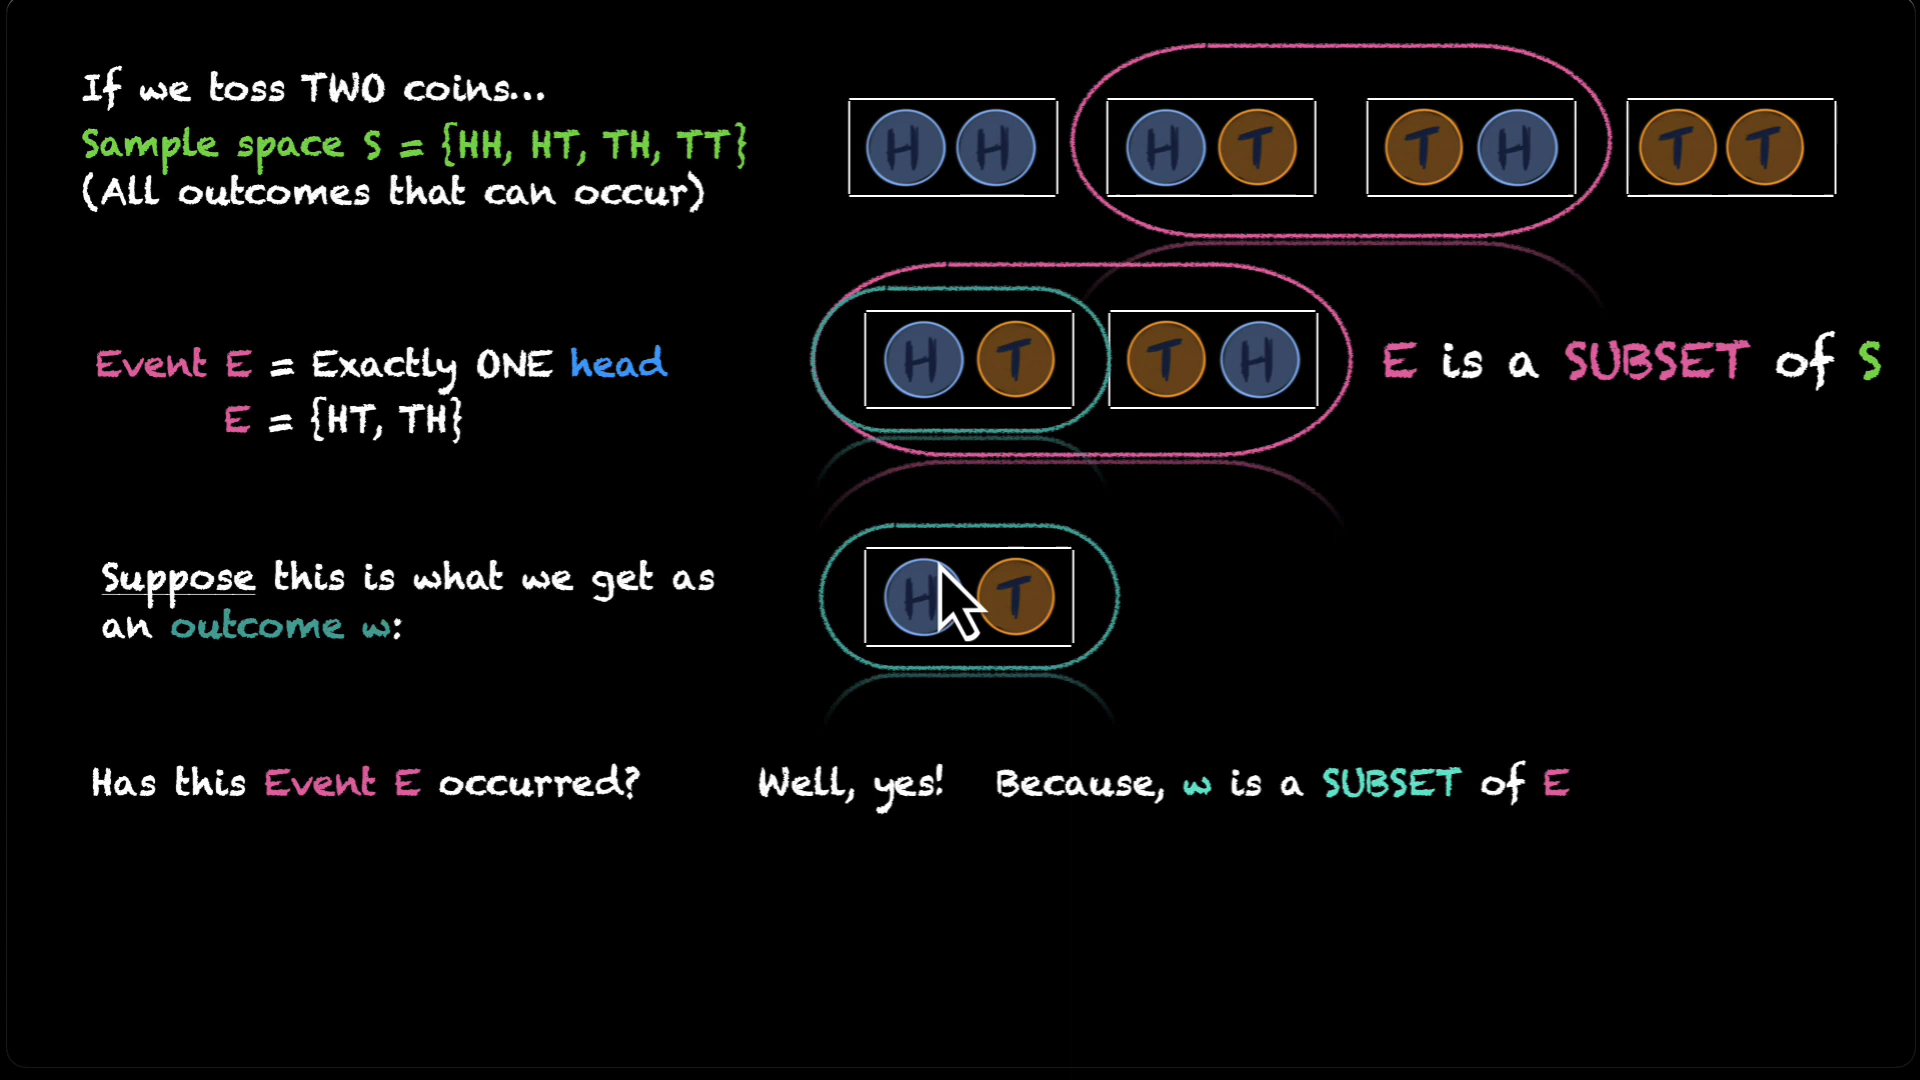 If we toss TWO coins...
Sample space S = {HH, HT, TH, TT}
(All outcomes that can occur)
H H H T T H T T
Event E = Exactly ONE head
E = {HT, TH}
H T T H
E is a SUBSET of S
Suppose this is what we get as
an outcome w:
H T
Has this Event E occurred? Well, yes! Because, w is a SUBSET of E